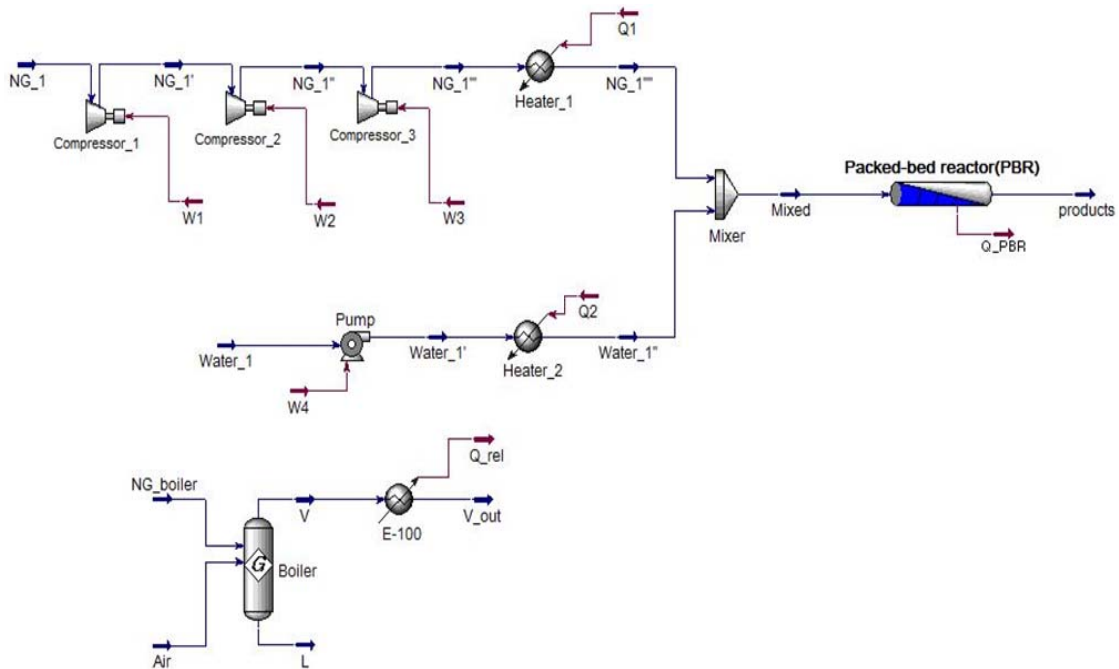 Q1
NG_1
NG_1'
NG_1''
NG_1'''
Heater_1
NG_1''''
Compressor_1
Compressor_2
Compressor_3
W1
W2
W3
Packed-bed reactor(PBR)
Mixer
Mixed
products
Q_PBR
Q2
Pump
Water_1
Water_1'
Heater_2
Water_1''
W4
Q_rel
NG_boiler
V
V_out
E-100
G
Boiler
Air
L